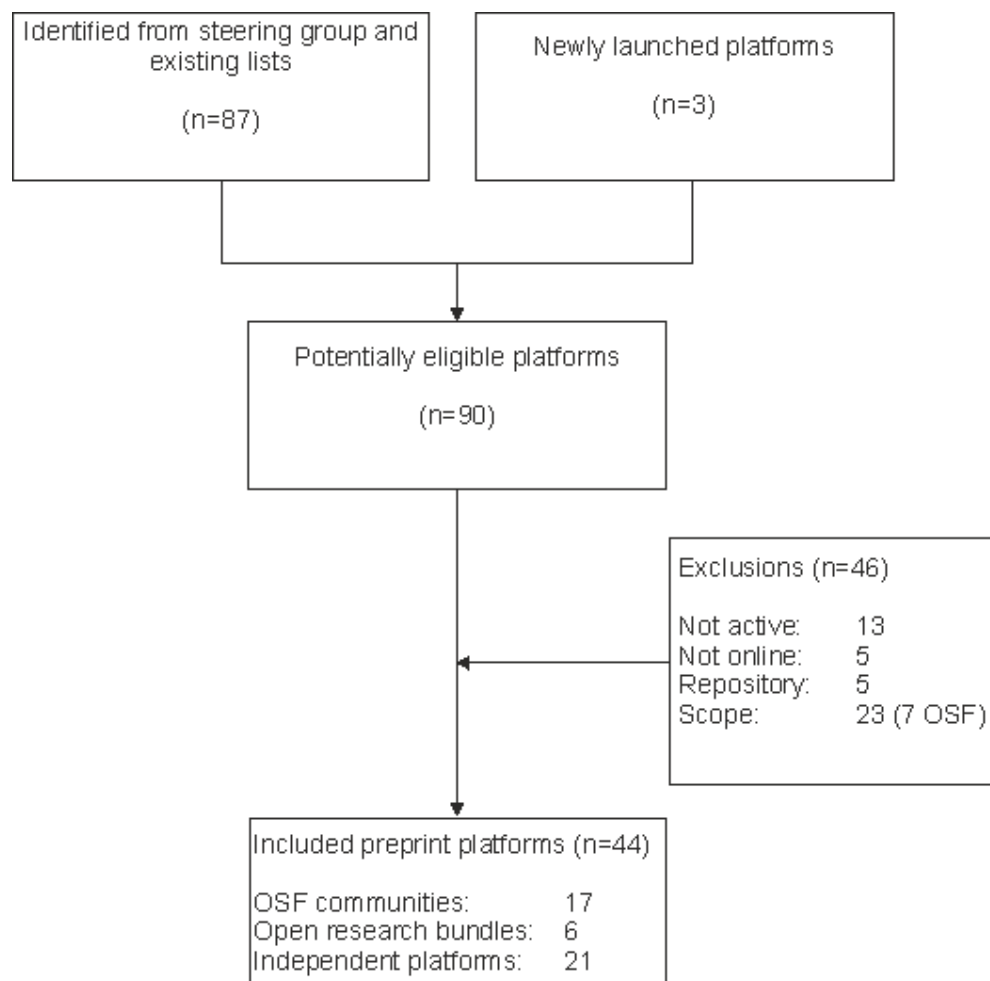 Identified from steering group and
existing lists
(n=87)
Newly launched platforms
(n=3)
Potentially eligible platforms
(n=90)
Exclusions (n=46)
Not active: 13
Not online: 5
Repository: 5
Scope: 23 (7 OSF)
Included preprint platforms (n=44)
OSF communities: 17
Open research bundles: 6
Independent platforms: 21